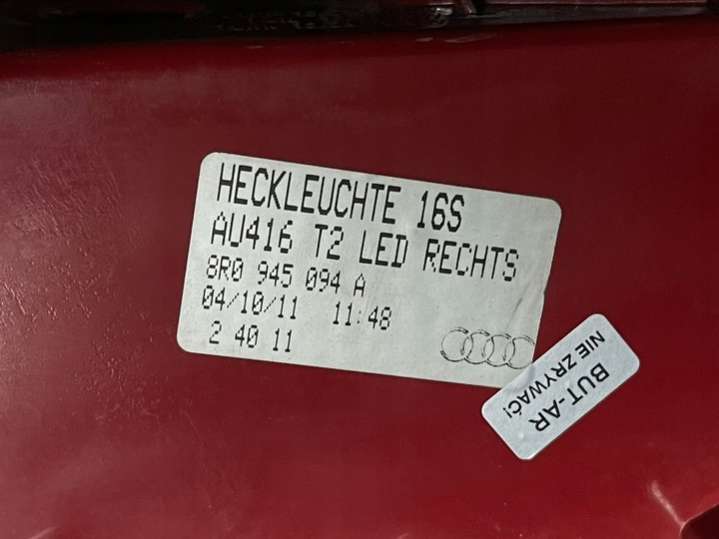 HECKLEUCHTE 16S
AU416 T2 LED RECHTS
8R0 945 094 A
04/10/11 11:48
2 40 11
BUT-AR
NIE ZRYWAĆ!